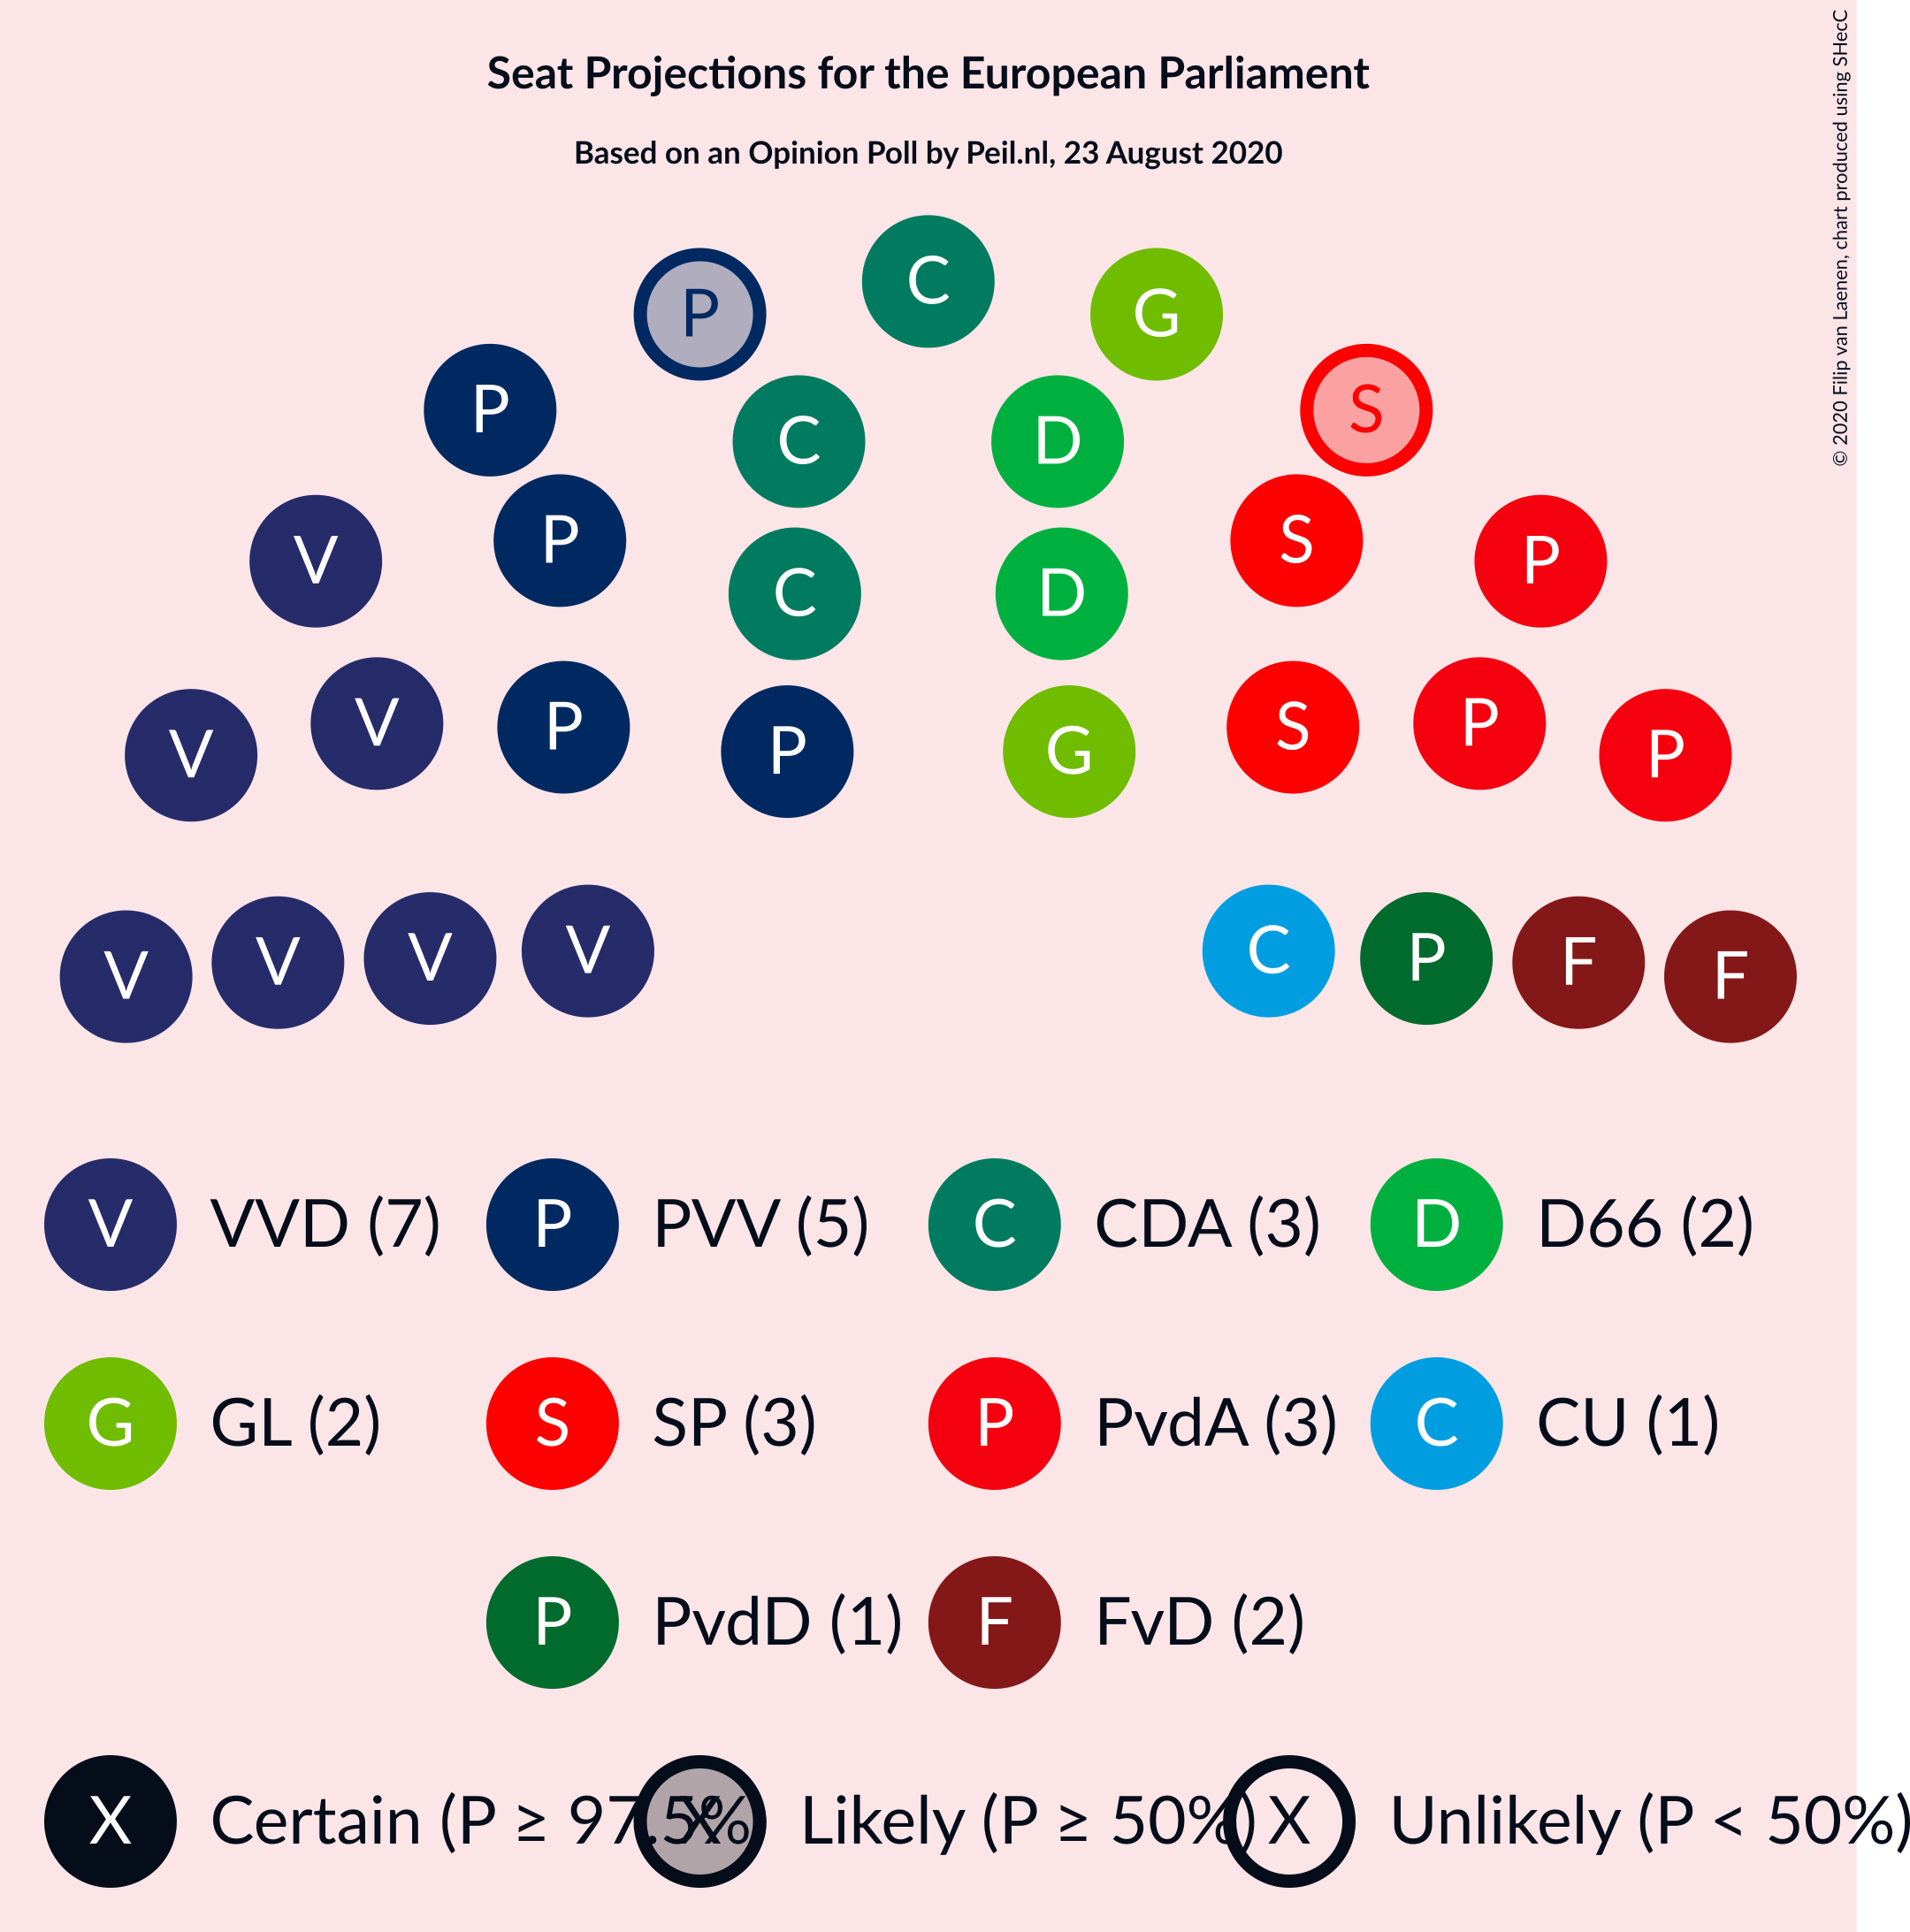 Seat Projections for the European Parliament
Based on an Opinion Poll by Peil.nl, 23 August 2020
© 2020 Filip van Laenen, chart produced using SHecC
C
P G
P S
C D
P S
V P
C D
V P
P S
V V
P G
V C
V P
V F
V F
V VVD (7) P PVV (5) C CDA (3) D D66 (2)
G GL (2) S SP (3) P PvdA (3) C CU (1)
P PvdD (1) F FvD (2)
X Certain (P ≥ 97.5% X Likely (P ≥ 50%) X Unlikely (P < 50%)